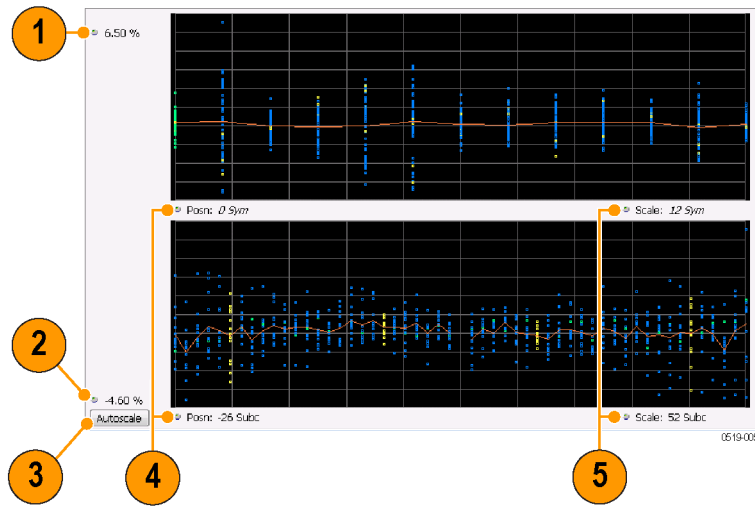 1
6.50 %
Posn: 0 Sym
Scale: 12 Sym
2
-4.60 %
Autoscale
Posn: -26 Subc
Scale: 52 Subc
0519-005
3
4
5